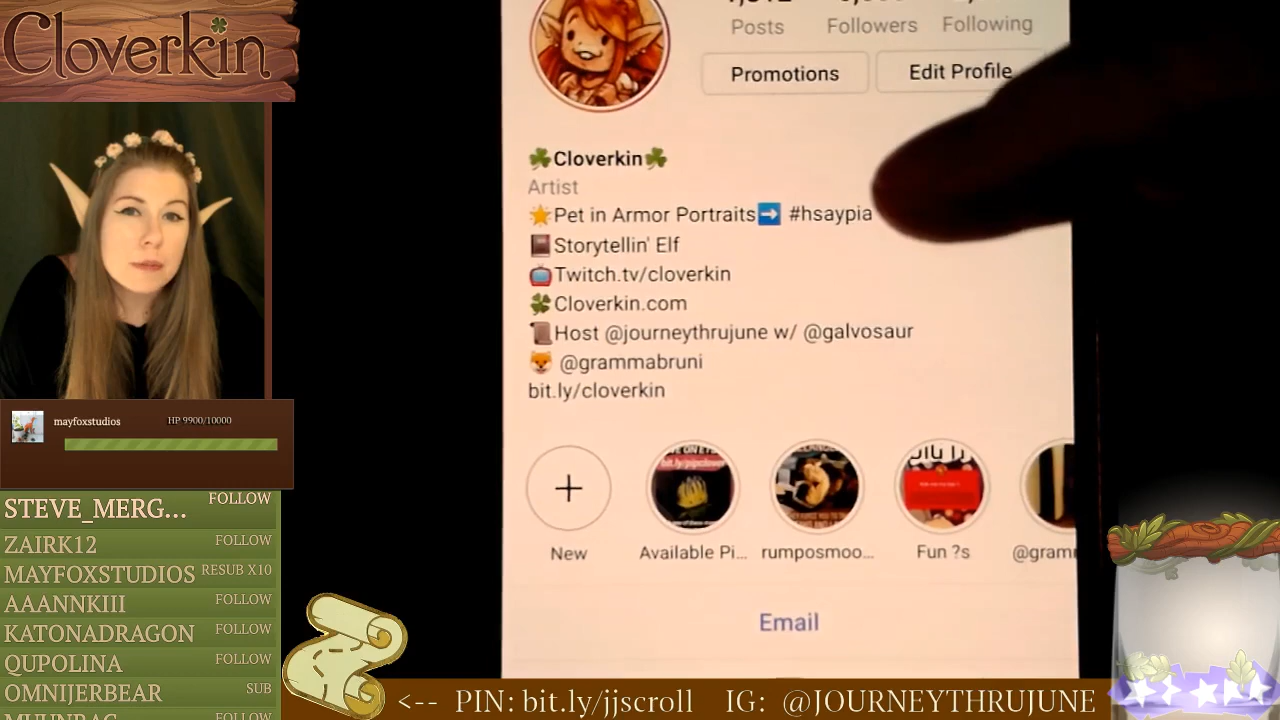 Cloverkin
Posts Followers Following
Promotions Edit Profile
☘️Cloverkin☘️
Artist
🌟Pet in Armor Portraits➡️ #hsaypia
📕Storytellin' Elf
📺Twitch.tv/cloverkin
🍀Cloverkin.com
📜Host @journeythrujune w/ @galvosaur
🦊 @grammabruni
bit.ly/cloverkin
New Available Pi... rumposmoo... Fun ?s @gram
Email
mayfoxstudios HP 9900/10000
STEVE_MERG... FOLLOW
ZAIRK12 FOLLOW
MAYFOXSTUDIOS RESUB X10
AAANNKIII FOLLOW
KATONADRAGON FOLLOW
QUPOLINA FOLLOW
OMNIJERBEAR SUB
FOLLOW
<-- PIN: bit.ly/jjscroll IG: @JOURNEYTHRUJUNE